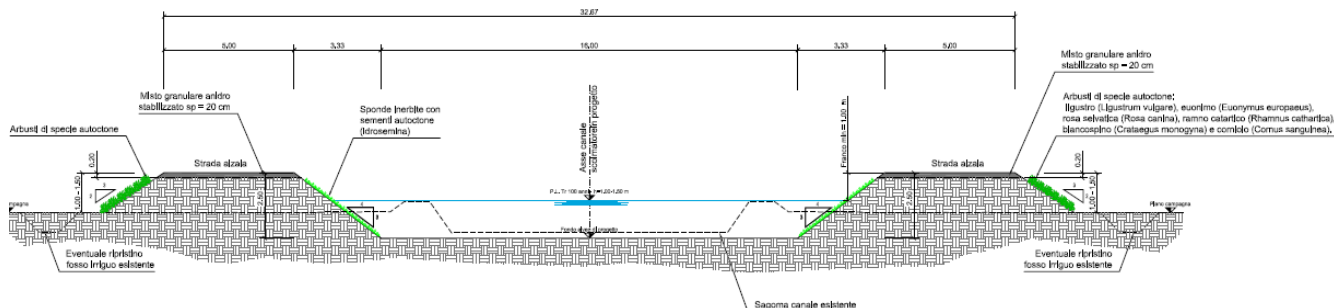 32,67
5,00
3,33
16,00
3,33
5,00
Misto granulare anidro
stabilizzato sp = 20 cm
Sponde inerbite con
sementi autoctone
(idrosemina)
Arbusti di specie autoctone
Strada alzaia
0,20
1,00 - 1,50
2,50
Asse canale
scolmatore in progetto
Franco min = 1,00 m
Misto granulare anidro
stabilizzato sp = 20 cm
Arbusti di specie autoctone:
ligustro (Ligustrum vulgare), euonimo (Euonymus europaeus),
rosa selvatica (Rosa canina), ramno catartico (Rhamnus cathartica),
biancospino (Crataegus monogyna) e corniolo (Cornus sanguinea),
Strada alzaia
0,20
1,00 - 1,50
2,50
Piano campagna
Eventuale ripristino
fosso irriguo esistente
Eventuale ripristino
fosso irriguo esistente
Sagoma canale esistente